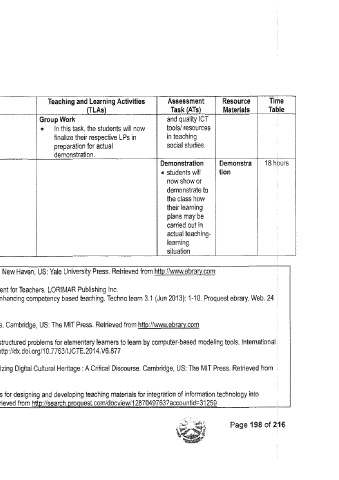 Teaching and Learning Activities (TLAs)
Assessment Task (ATs)
Resource Materials
Time Table
Group Work
• In this task, the students will now
finalize their respective LPs in
preparation for actual
demonstration.
and quality ICT
tools/ resources
in teaching
social studies.
Demonstration
• students will
now show or
demonstrate to
the class how
their learning
plans may be
carried out in
actual teaching-
learning
situation
Demonstra
tion
18 hours
New Haven, US: Yale University Press. Retrieved from http://www.ebrary.com
ent for Teachers. LORIMAR Publishing Inc.
nhancing competency based teaching. Techno learn 3.1 (Jun 2013): 1-10. Proquest ebrary. Web. 24
s. Cambridge, US: The MIT Press. Retrieved from http://www.ebrary.com
structured problems for elementary learners to learn by computer-based modeling tools. International
ttp://dx.doi.org/10.7763/IJCTE.2014.V6.877
izing Digital Cultural Heritage : A Critical Discourse. Cambridge, US: The MIT Press. Retrieved from
s for designing and developing teaching materials for integration of information technology into
rieved from http://search.proquest.com/docview/1287049763?accountid=31259
Page 198 of 216